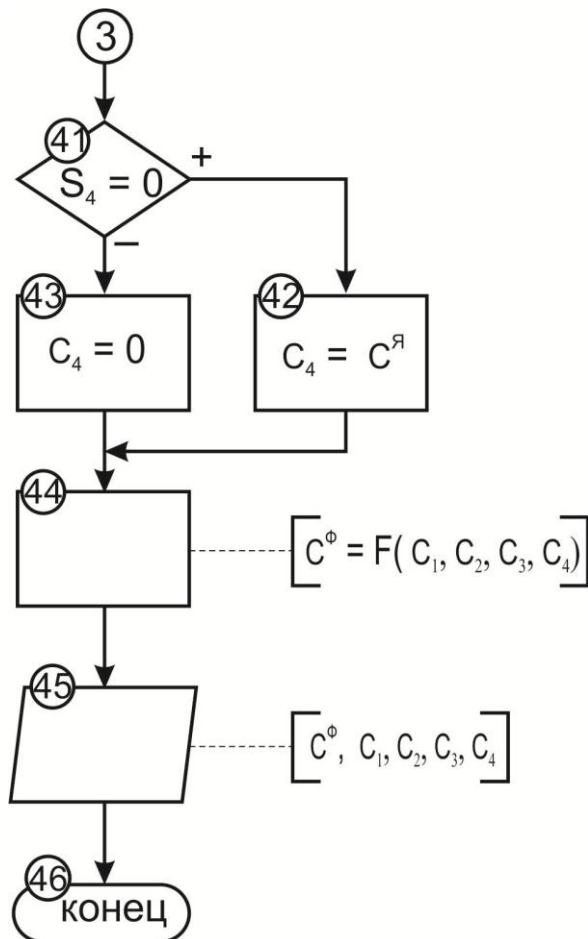 3
41
S₄ = 0
+
–
43
C₄ = 0
42
C₄ = Cᴲ
44
Cᶲ = F( C₁, C₂, C₃, C₄)
45
Cᶲ, C₁, C₂, C₃, C₄
46
конец